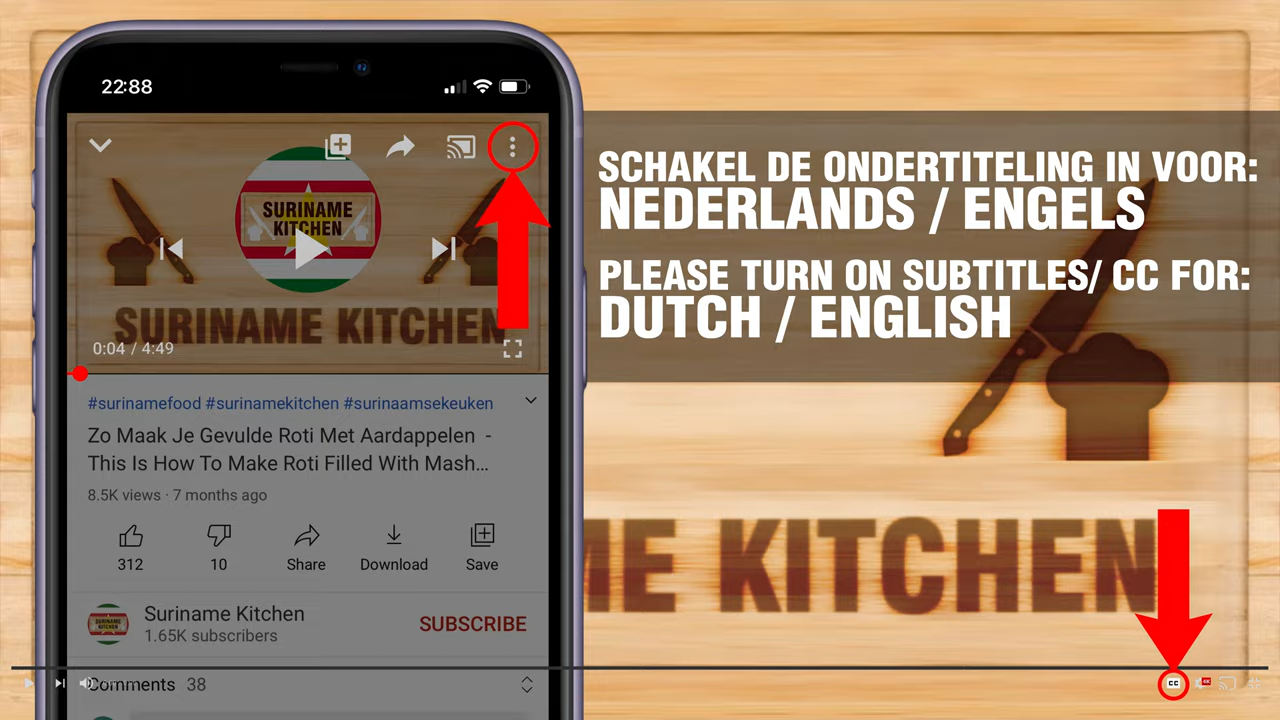 22:88
SURINAME
KITCHEN
SURINAME KITCHEN
0:04 / 4:49
#surinamefood #surinamekitchen #surinaamsekeuken
Zo Maak Je Gevulde Roti Met Aardappelen -
This Is How To Make Roti Filled With Mash...
8.5K views · 7 months ago
312
10
Share
Download
Save
SURINAME
KITCHEN
Suriname Kitchen
1.65K subscribers
SUBSCRIBE
Comments 38
SCHAKEL DE ONDERTITELING IN VOOR:
NEDERLANDS / ENGELS
PLEASE TURN ON SUBTITLES/ CC FOR:
DUTCH / ENGLISH
ME KITCHEN
CC
4K